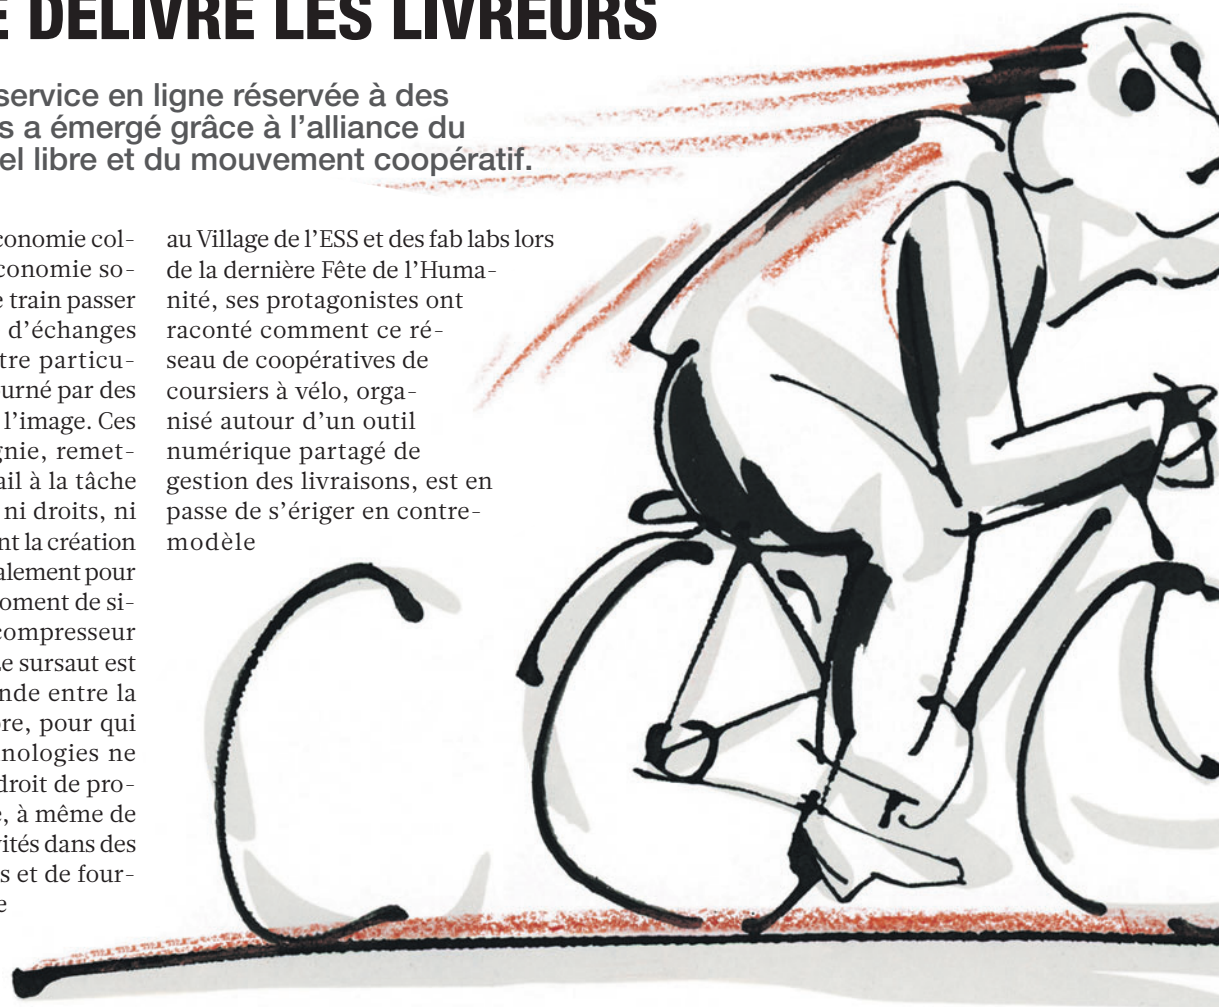 E DÉLIVRE LES LIVREURS
service en ligne réservée à des
s a émergé grâce à l'alliance du
el libre et du mouvement coopératif.
conomie col-
conomie so-
e train passer
d'échanges
tre particu-
urné par des
l'image. Ces
gnie, remet-
ail à la tâche
ni droits, ni
nt la création
alement pour
oment de si-
compresseur
Le sursaut est
nde entre la
re, pour qui
nologies ne
droit de pro-
e, à même de
vités dans des
s et de four-
e
au Village de l'ESS et des fab labs lors
de la dernière Fête de l'Huma-
nité, ses protagonistes ont
raconté comment ce ré-
seau de coopératives de
coursiers à vélo, orga-
nisé autour d'un outil
numérique partagé de
gestion des livraisons, est en
passe de s'ériger en contre-
modèle